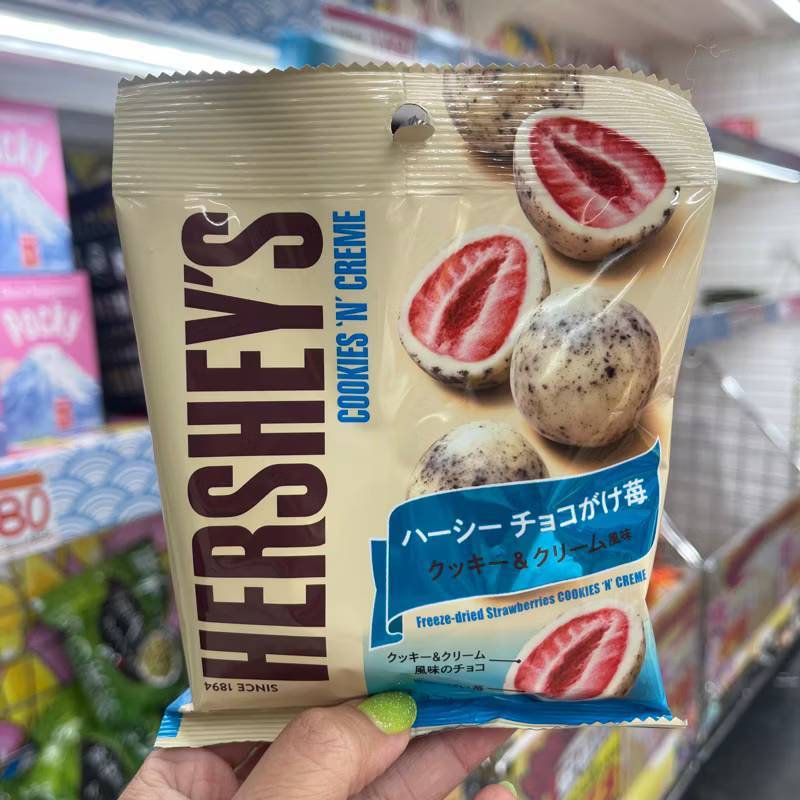 HERSHEY'S
COOKIES 'N' CREME
SINCE 1894
ハーシー チョコがけ苺
クッキー&クリーム風味
Freeze-dried Strawberries COOKIES 'N' CREME
クッキー&クリーム
風味のチョコ
Pocky
80